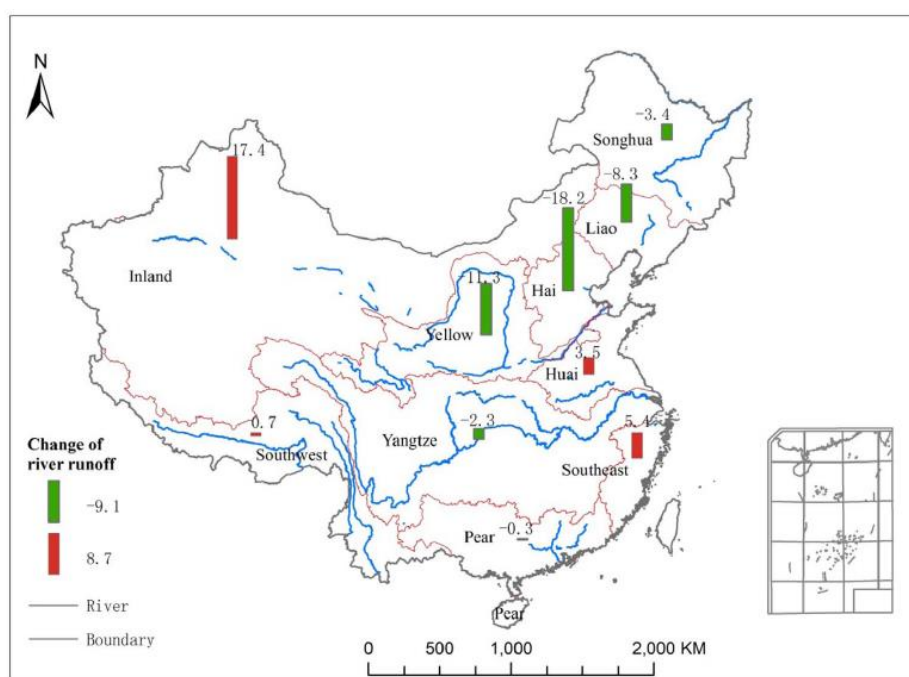 N
-3.4
Songhua
17.4
-8.3
-18.2
Liao
Inland
-11.3
Hai
Yellow
3.5
Huai
0.7
-2.3
5.4
Yangtze
Southwest
Southeast
Change of
river runoff
-9.1
8.7
-0.3
Pear
Pear
River
Boundary
0
1,000
2,000 KM